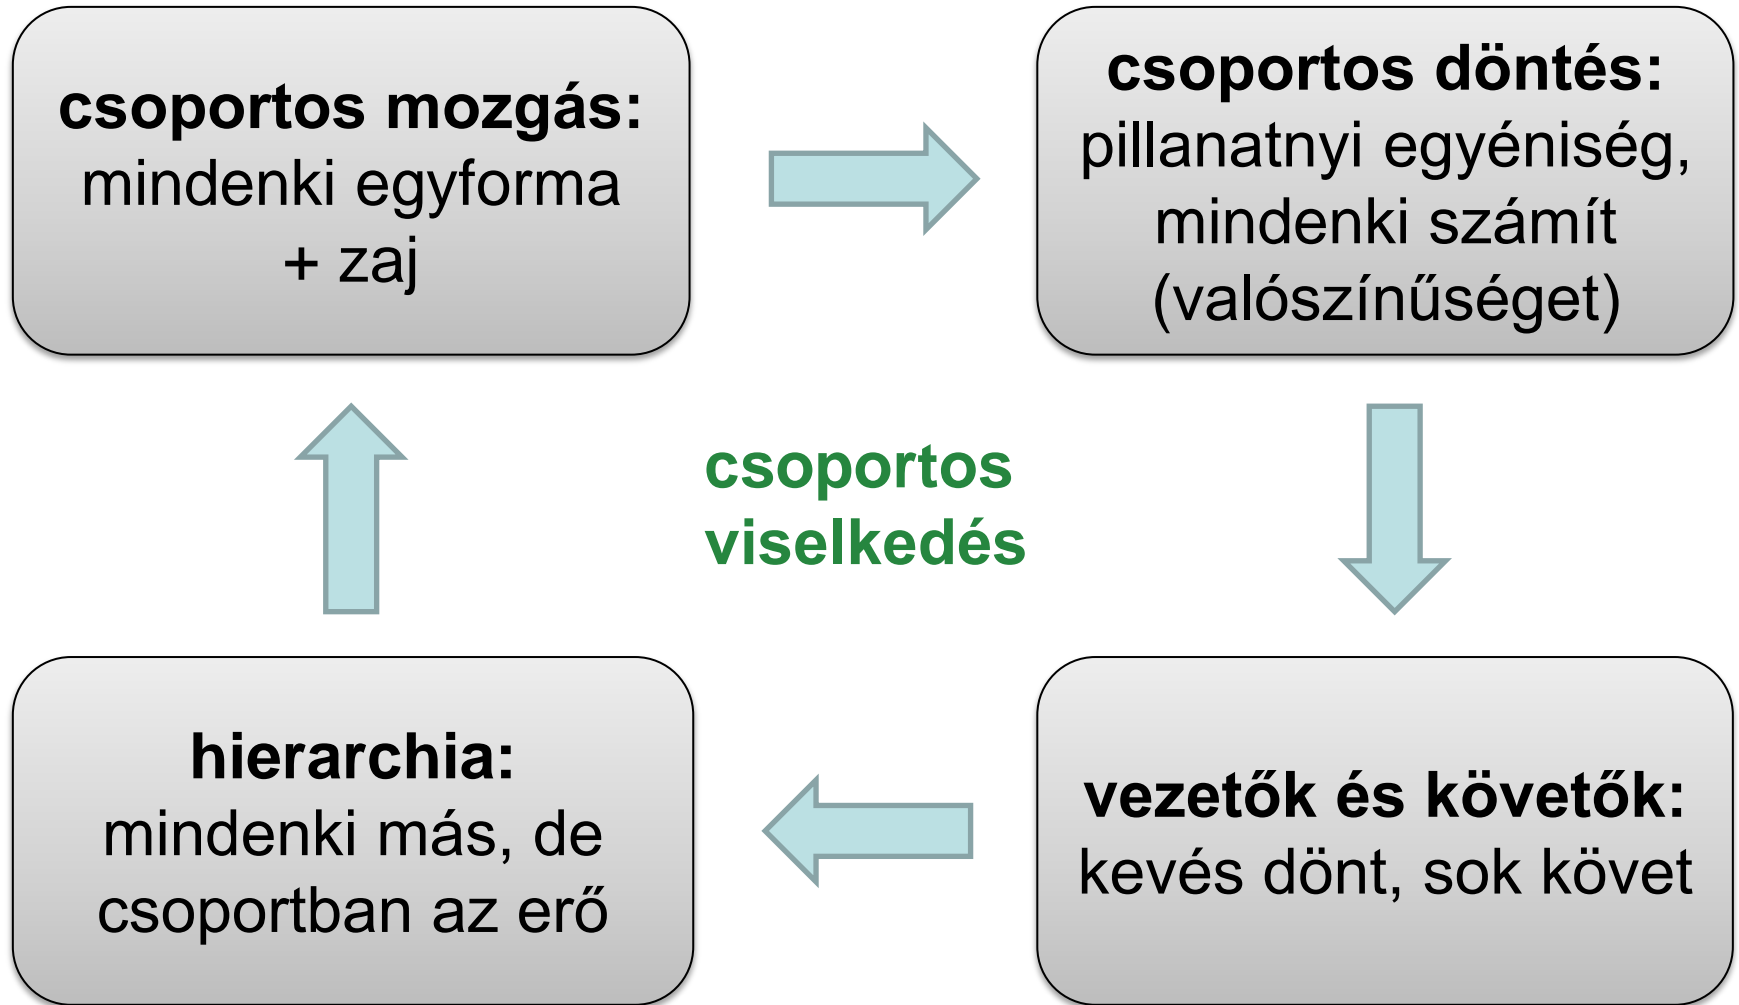 csoportos mozgás:
mindenki egyforma
+ zaj
csoportos döntés:
pillanatnyi egyéniség,
mindenki számít
(valószínűséget)
csoportos
viselkedés
hierarchia:
mindenki más, de
csoportban az erő
vezetők és követők:
kevés dönt, sok követ